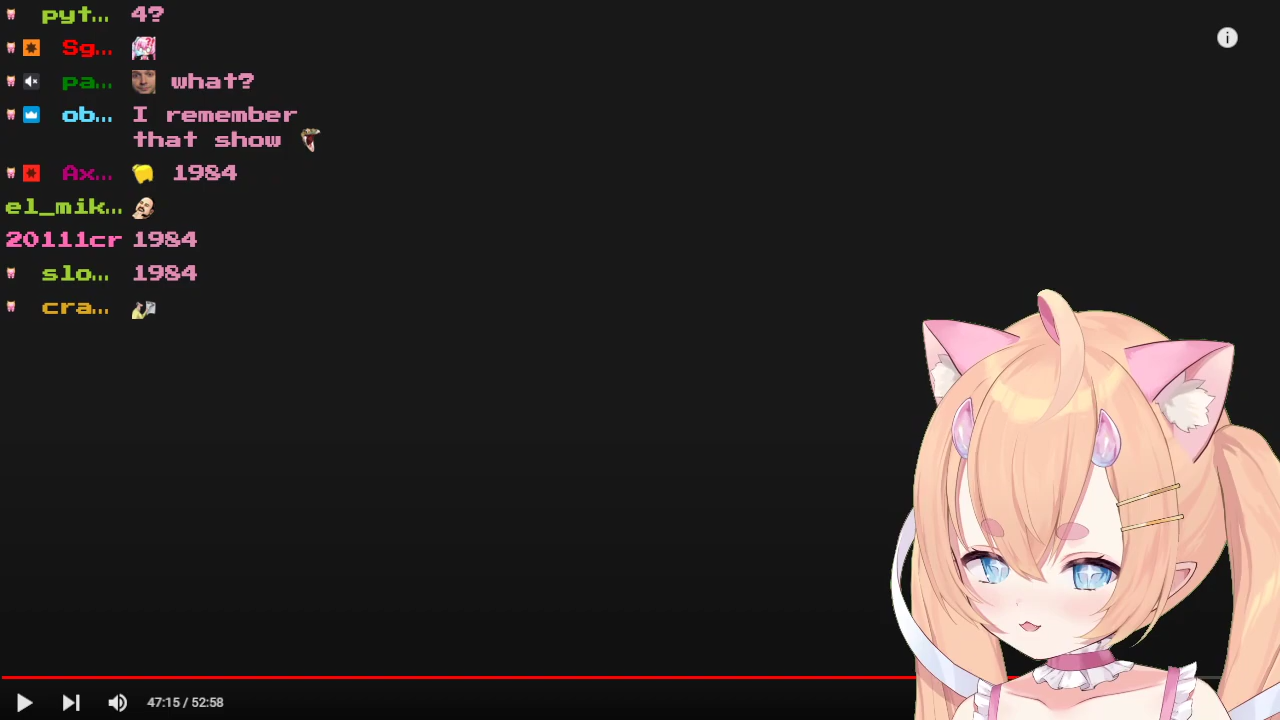 pyt... 4?
Sg...
pa... what?
ob... I remember
that show
Ax... 1984
el_mik...
20111cr 1984
slo... 1984
cra...
47:15 / 52:58